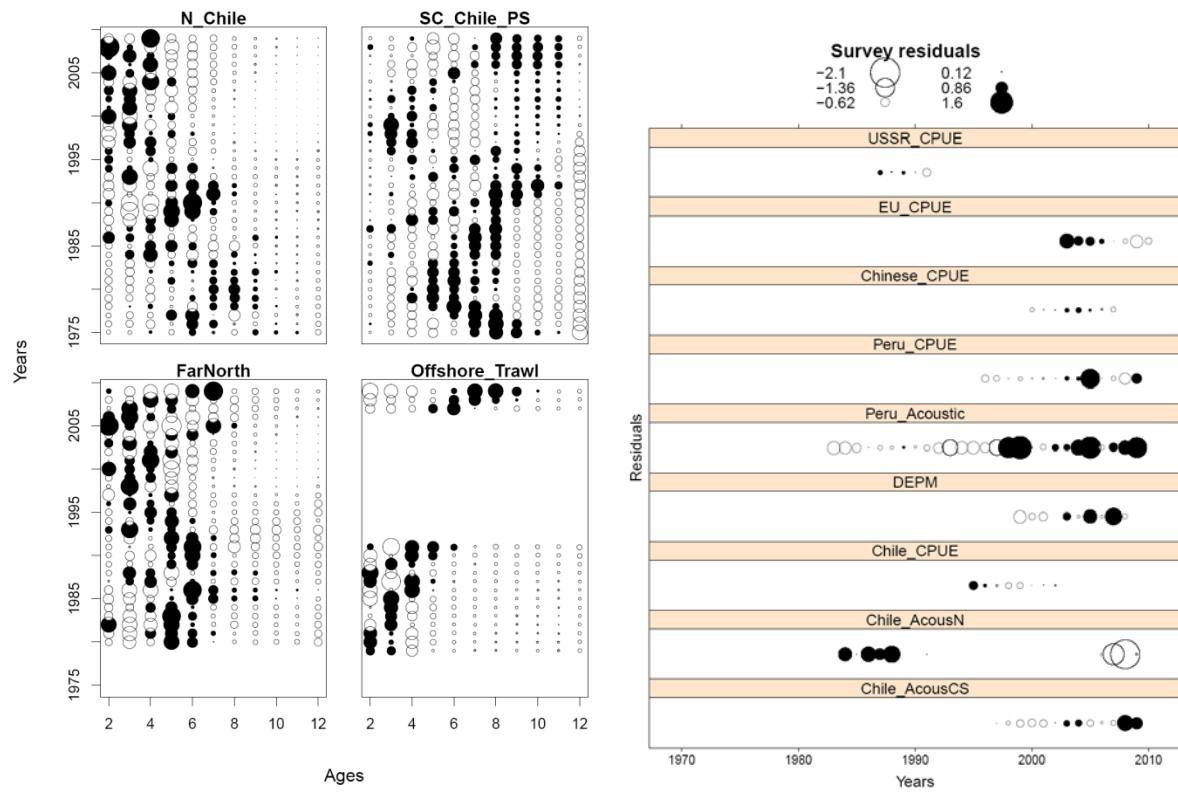 N_Chile
SC_Chile_PS
2005
1995
1985
1975
FarNorth
Offshore_Trawl
2005
1995
1985
1975
2 4 6 8 10 12
2 4 6 8 10 12
Years
Ages
Survey residuals
−2.1 0.12
−1.36 0.86
−0.62 1.6
USSR_CPUE
EU_CPUE
Chinese_CPUE
Peru_CPUE
Peru_Acoustic
DEPM
Chile_CPUE
Chile_AcousN
Chile_AcousCS
Residuals
1970 1980 1990 2000 2010
Years